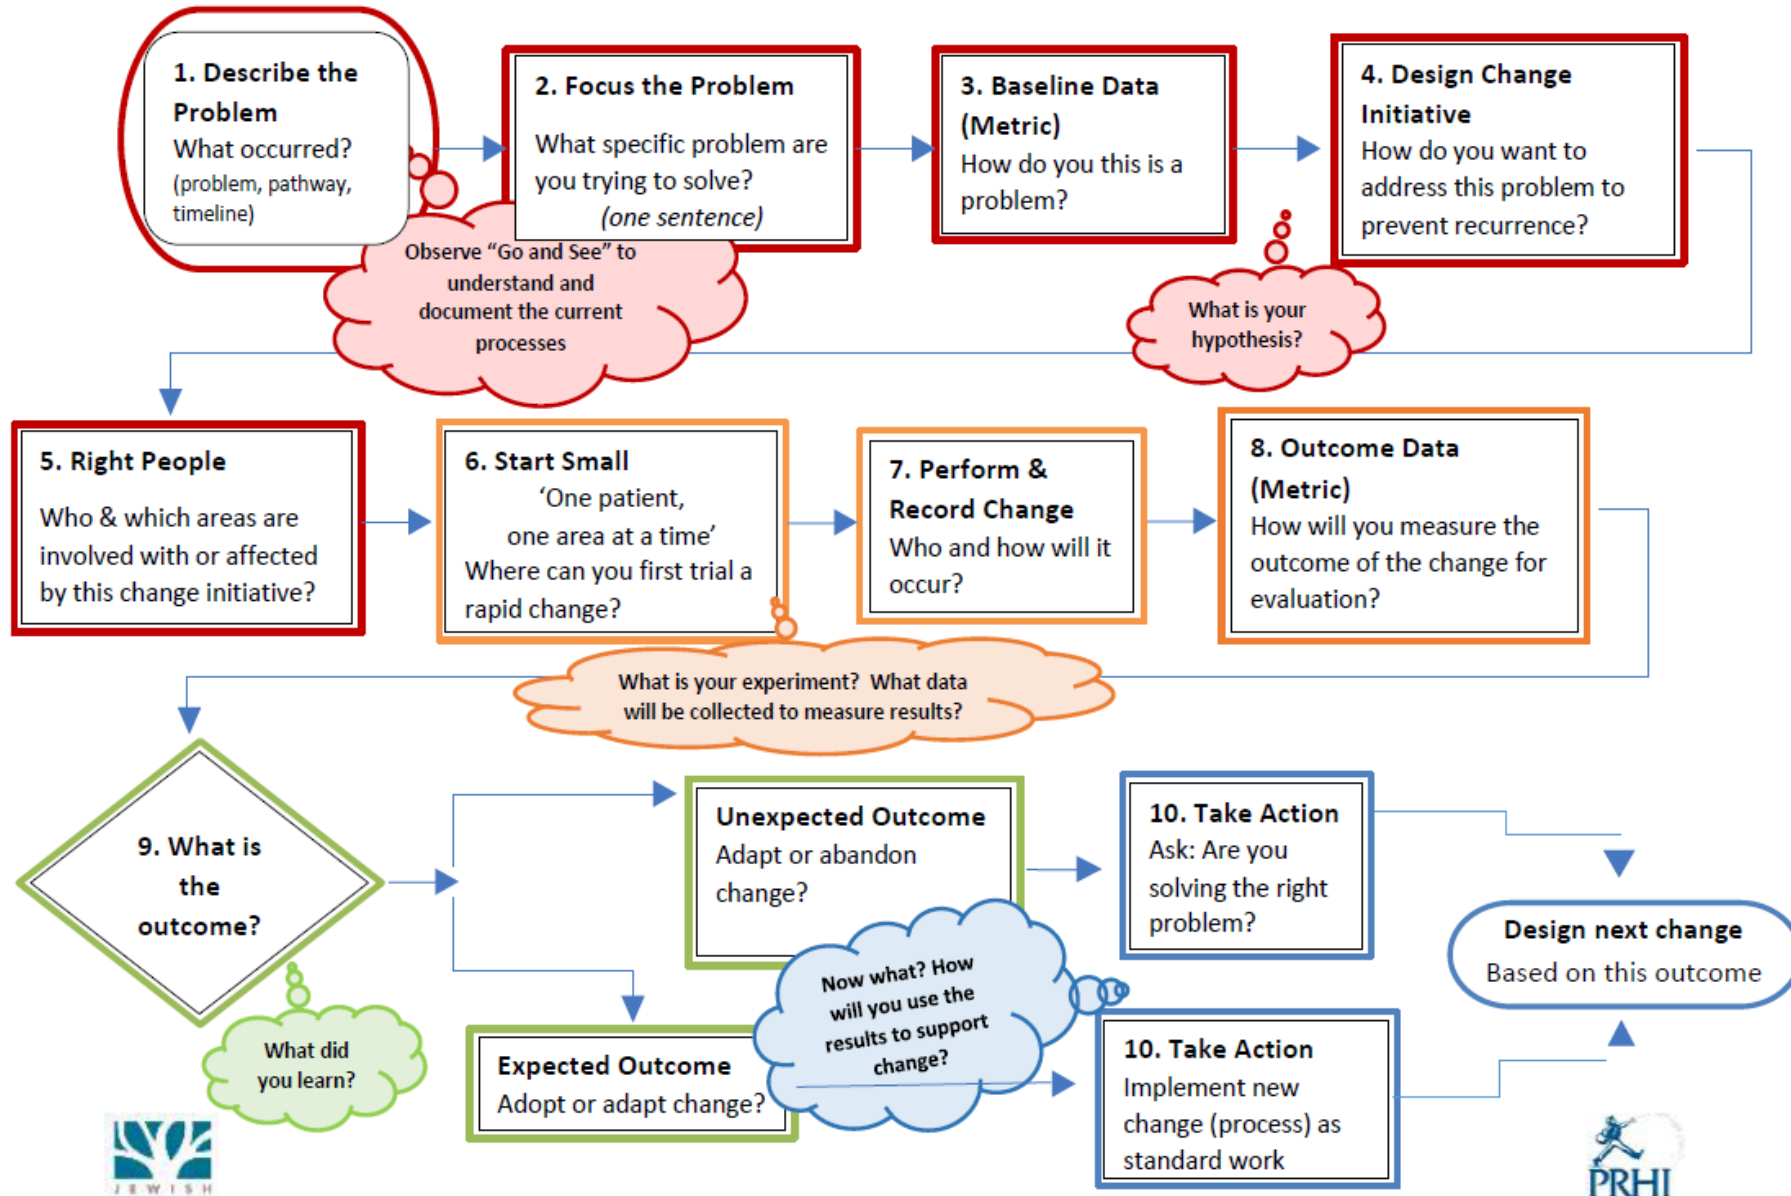 1. Describe the
Problem
What occurred?
(problem, pathway,
timeline)
2. Focus the Problem
What specific problem are
you trying to solve?
(one sentence)
3. Baseline Data
(Metric)
How do you this is a
problem?
4. Design Change
Initiative
How do you want to
address this problem to
prevent recurrence?
Observe “Go and See” to
understand and
document the current
processes
What is your
hypothesis?
5. Right People
Who & which areas are
involved with or affected
by this change initiative?
6. Start Small
‘One patient,
one area at a time’
Where can you first trial a
rapid change?
7. Perform &
Record Change
Who and how will it
occur?
8. Outcome Data
(Metric)
How will you measure the
outcome of the change for
evaluation?
What is your experiment?  What data
will be collected to measure results?
9. What is
the
outcome?
What did
you learn?
Unexpected Outcome
Adapt or abandon
change?
10. Take Action
Ask: Are you
solving the right
problem?
Expected Outcome
Adopt or adapt change?
Now what? How
will you use the
results to support
change?
10. Take Action
Implement new
change (process) as
standard work
Design next change
Based on this outcome
JEWISH
PRHI